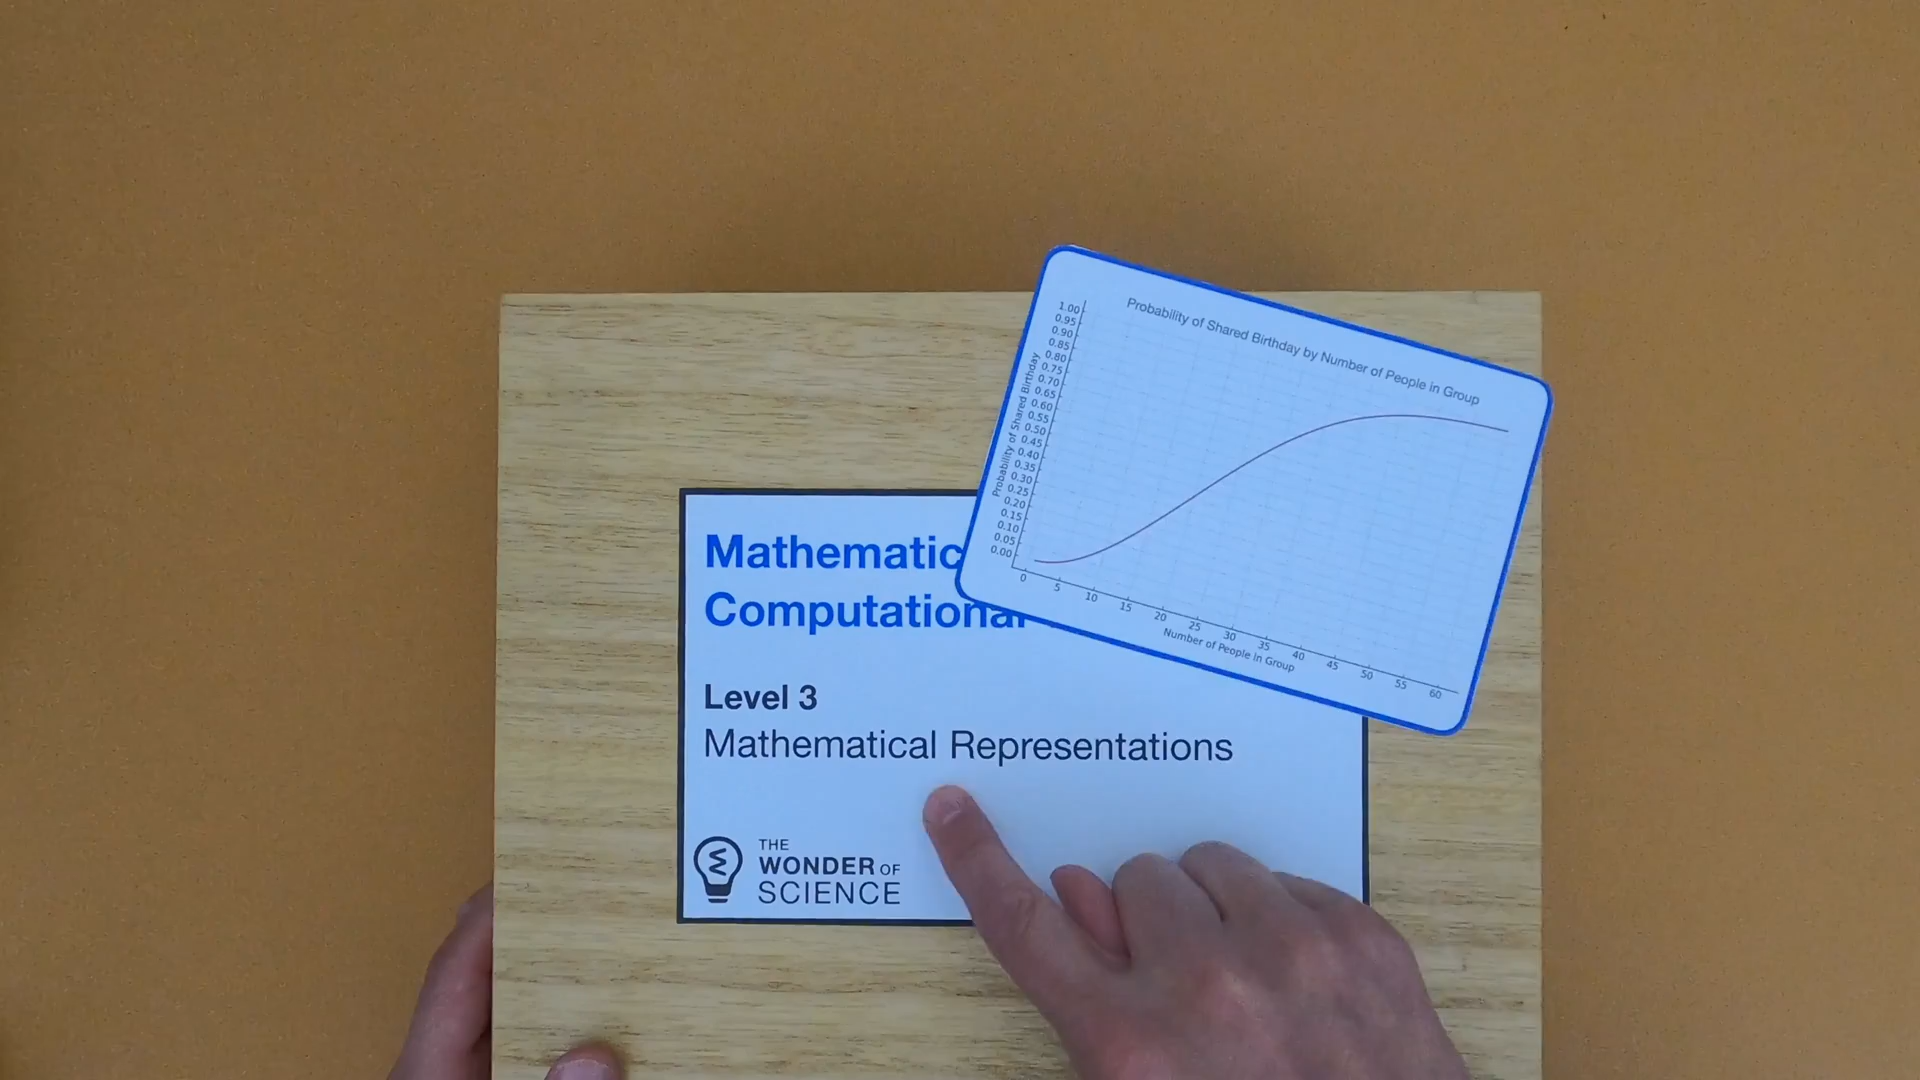 Probability of Shared Birthday by Number of People in Group
Probability of Shared Birthday
1.00
0.95
0.90
0.85
0.80
0.75
0.70
0.65
0.60
0.55
0.50
0.45
0.40
0.35
0.30
0.25
0.20
0.15
0.10
0.05
0.00
0 5 10 15 20 25 30 35 40 45 50 55 60
Number of People in Group
Mathematic
Computational
Level 3
Mathematical Representations
THE
WONDER OF
SCIENCE